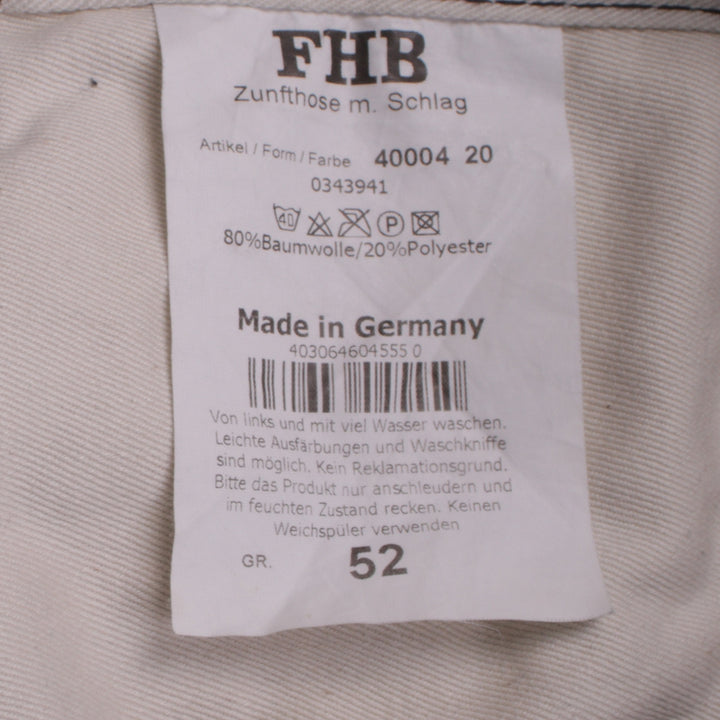 FHB
Zunfthose m. Schlag
Artikel / Form / Farbe 40004 20
0343941
40 P
80%Baumwolle/20%Polyester
Made in Germany
403064604555 0
Von links und mit viel Wasser waschen.
Leichte Ausfärbungen und Waschkniffe
sind möglich. Kein Reklamationsgrund.
Bitte das Produkt nur anschleudern und
im feuchten Zustand recken. Keinen
Weichspüler verwenden
GR. 52